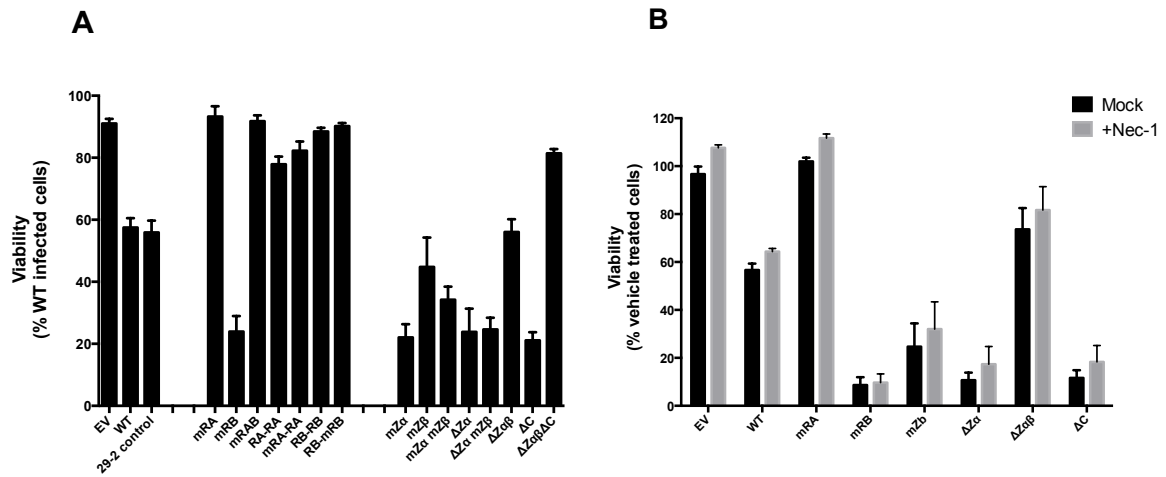 A
Viability
(% WT infected cells)
100
80
60
40
20
0
EV
WT
29-2 control
mRA
mRB
mRAB
RA-RA
mRA-RA
RB-RB
RB-mRB
mZα
mZβ
mZα mZβ
ΔZα
ΔZα mZβ
ΔZαβ
ΔC
ΔZαβΔC
B
Mock
+Nec-1
Viability
(% vehicle treated cells)
120
100
80
60
40
20
0
EV
WT
mRA
mRB
mZb
ΔZα
ΔZαβ
ΔC